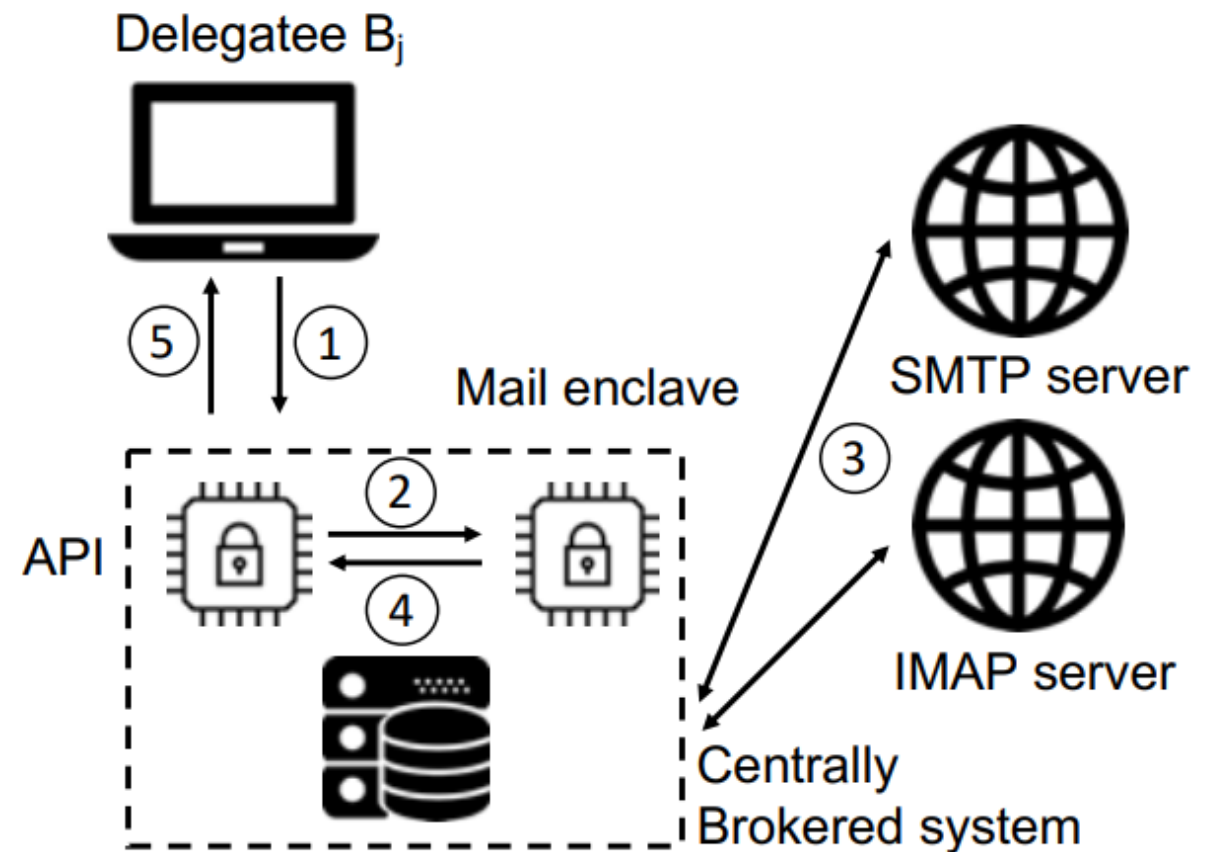 Delegatee Bj
5
1
Mail enclave
SMTP server
3
2
API
4
IMAP server
Centrally
Brokered system